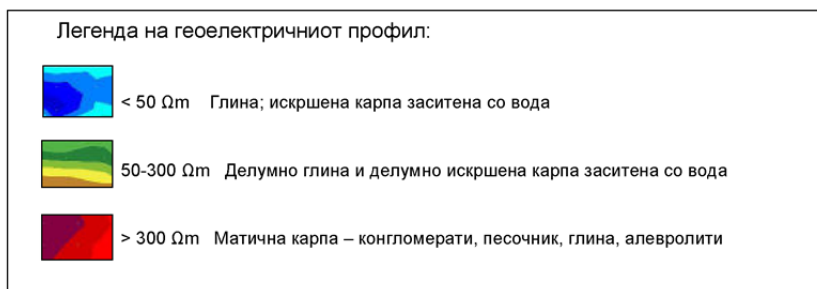 Легенда на геоелектричниот профил:
< 50 Ωm Глина; искршена карпа заситена со вода
50-300 Ωm Делумно глина и делумно искршена карпа заситена со вода
> 300 Ωm Матична карпа – конгломерати, песочник, глина, алевролити